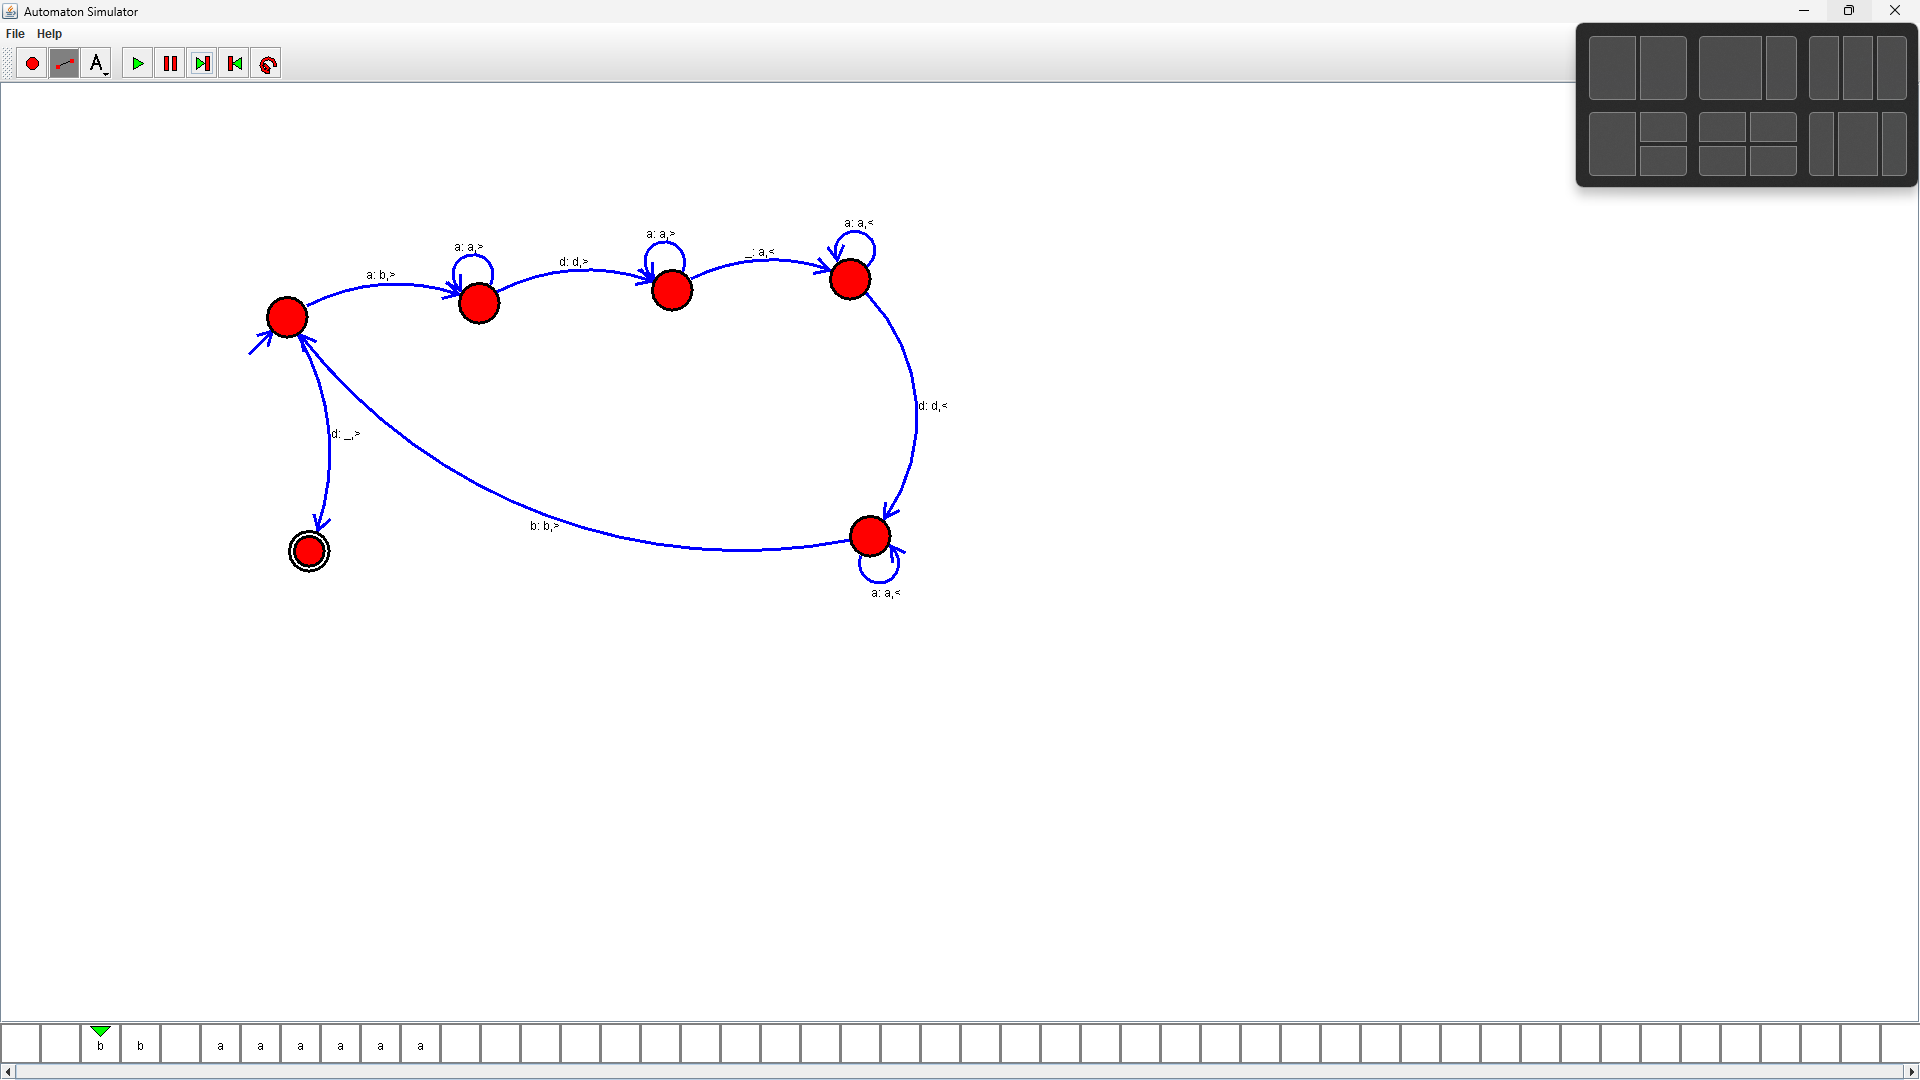 Automaton Simulator
File Help
A
a: a,<
a: a,>
a: a,>
_: a,<
d: d,>
a: b,>
d: d,<
d: _,>
b: b,>
a: a,<
b b a a a a a a